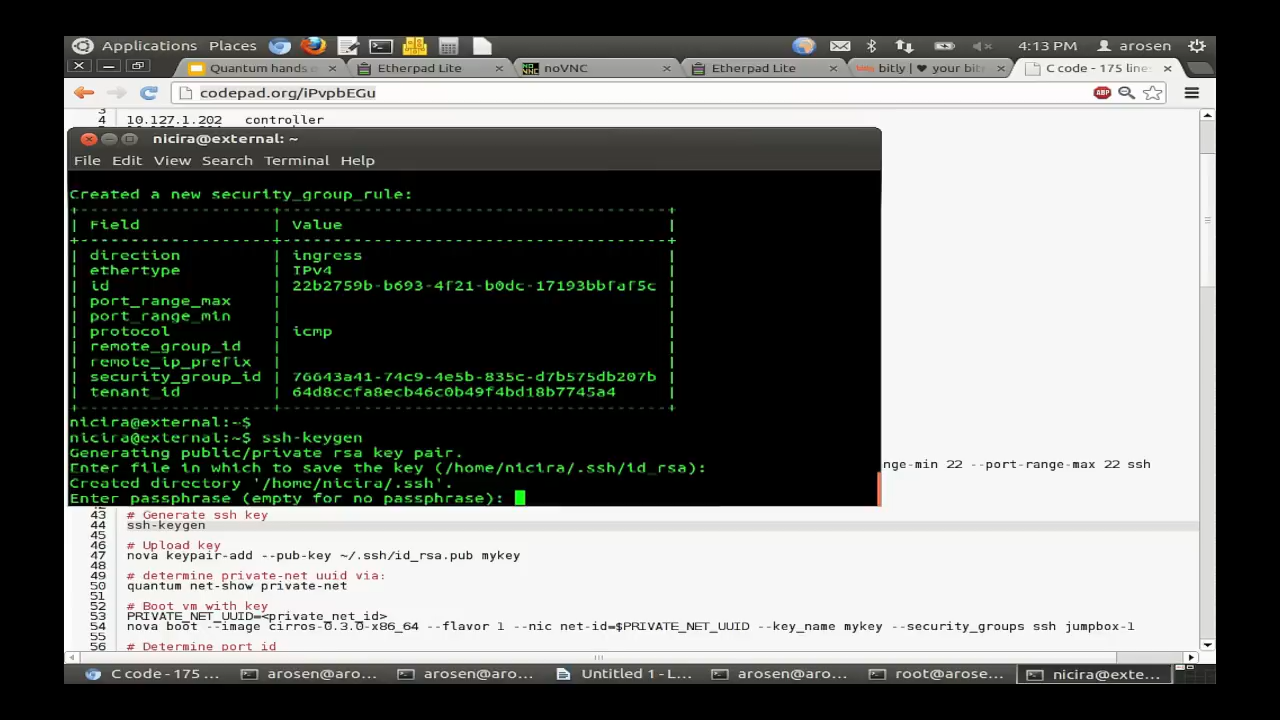 Applications Places 4:13 PM arosen
Quantum hands o Etherpad Lite noVNC Etherpad Lite bitly | ♥ your bit C code - 175 line
codepad.org/iPvpbEGu
3
4 10.127.1.202 controller
nicira@external: ~
File Edit View Search Terminal Help
Created a new security_group_rule:
| Field | Value |
| direction | ingress |
| ethertype | IPv4 |
| id | 22b2759b-b693-4f21-b0dc-17193bbfaf5c |
| port_range_max | |
| port_range_min | |
| protocol | icmp |
| remote_group_id | |
| remote_ip_prefix | |
| security_group_id | 76643a41-74c9-4e5b-835c-d7b575db207b |
| tenant_id | 64d8ccfa8ecb46c0b49f4bd18b7745a4 |
nicira@external:~$
nicira@external:~$ ssh-keygen
Generating public/private rsa key pair.
Enter file in which to save the key (/home/nicira/.ssh/id_rsa):
nge-min 22 --port-range-max 22 ssh
Created directory '/home/nicira/.ssh'.
Enter passphrase (empty for no passphrase):
43 # Generate ssh key
44 ssh-keygen
45
46 # Upload key
47 nova keypair-add --pub-key ~/.ssh/id_rsa.pub mykey
48
49 # determine private-net uuid via:
50 quantum net-show private-net
51
52 # Boot vm with key
53 PRIVATE_NET_UUID=<private_net_id>
54 nova boot --image cirros-0.3.0-x86_64 --flavor 1 --nic net-id=$PRIVATE_NET_UUID --key_name mykey --security_groups ssh jumpbox-1
55
56 # Determine port id
C code - 175 ... arosen@aro... arosen@aro... Untitled 1 - L... arosen@aro... root@arose... nicira@exte...